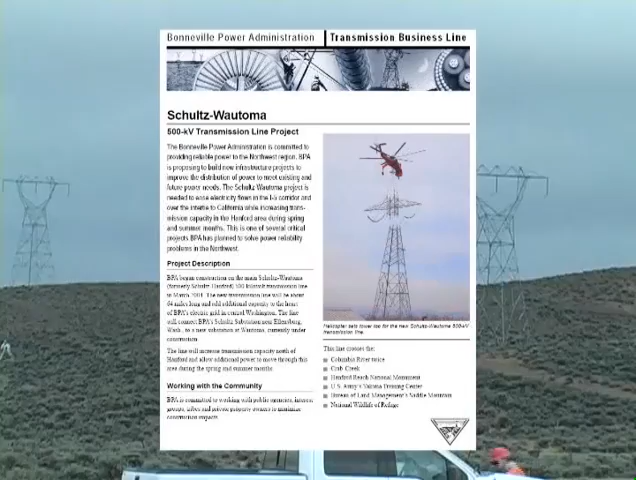 Bonneville Power Administration
Transmission Business Line
Schultz-Wautoma
500-kV Transmission Line Project
The Bonneville Power Administration is committed to
providing reliable power to the Northwest region. BPA
is proposing to build new infrastructure projects to
improve the distribution of power to meet existing and
future power needs. The Schultz Wautoma project is
needed to ease electricity flows in the I-5 corridor and
over the intertie to California while increasing trans-
mission capacity in the Hanford area during spring
and summer months. This is one of several critical
projects BPA has planned to solve power reliability
problems in the Northwest.
Project Description
BPA began construction on the main Schultz-Wautoma
(formerly Schultz-Hanford) 500-kilovolt transmission line
in March 2004. The new transmission line will be about
64 miles long and add additional capacity to the heart
of BPA's electric grid in central Washington. The line
will connect BPA's Schultz Substation near Ellensburg,
Wash., to a new substation at Wautoma, currently under
construction.
The line will increase transmission capacity north of
Hanford and allow additional power to move through this
area during the spring and summer months.
Working with the Community
BPA is committed to working with public agencies, interest
groups, tribes and private property owners to minimize
construction impacts.
Helicopter sets tower top for the new Schultz-Wautoma 500-kV
transmission line.
This line crosses the:
Columbia River twice
Crab Creek
Hanford Reach National Monument
U.S. Army's Yakima Training Center
Bureau of Land Management's Saddle Mountain
National Wildlife of Refuge